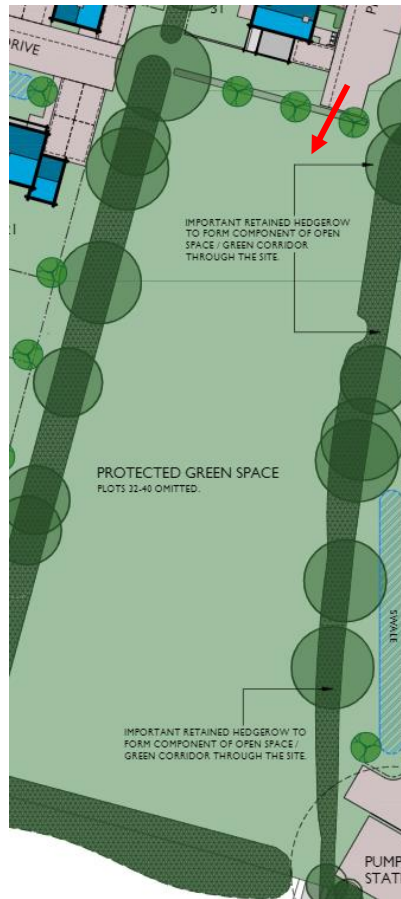 31
DRIVE
IMPORTANT RETAINED HEDGEROW
TO FORM COMPONENT OF OPEN
SPACE / GREEN CORRIDOR
THROUGH THE SITE.
PROTECTED GREEN SPACE
PLOTS 32-40 OMITTED.
SWALE
IMPORTANT RETAINED HEDGEROW TO
FORM COMPONENT OF OPEN SPACE /
GREEN CORRIDOR THROUGH THE SITE.
PUMP
STATI